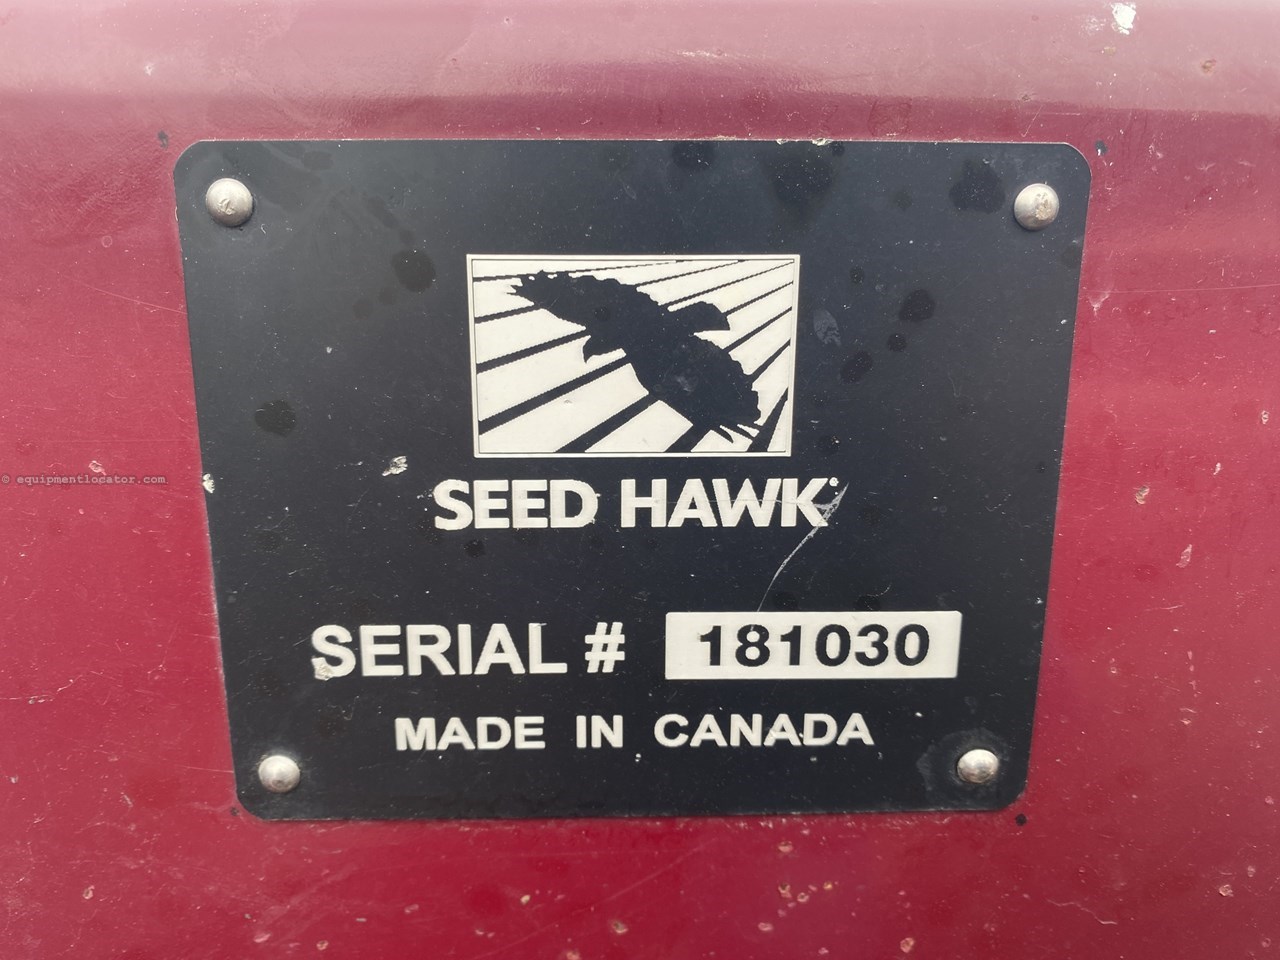 SEED HAWK
SERIAL # 181030
MADE IN CANADA
© equipmentlocator.com